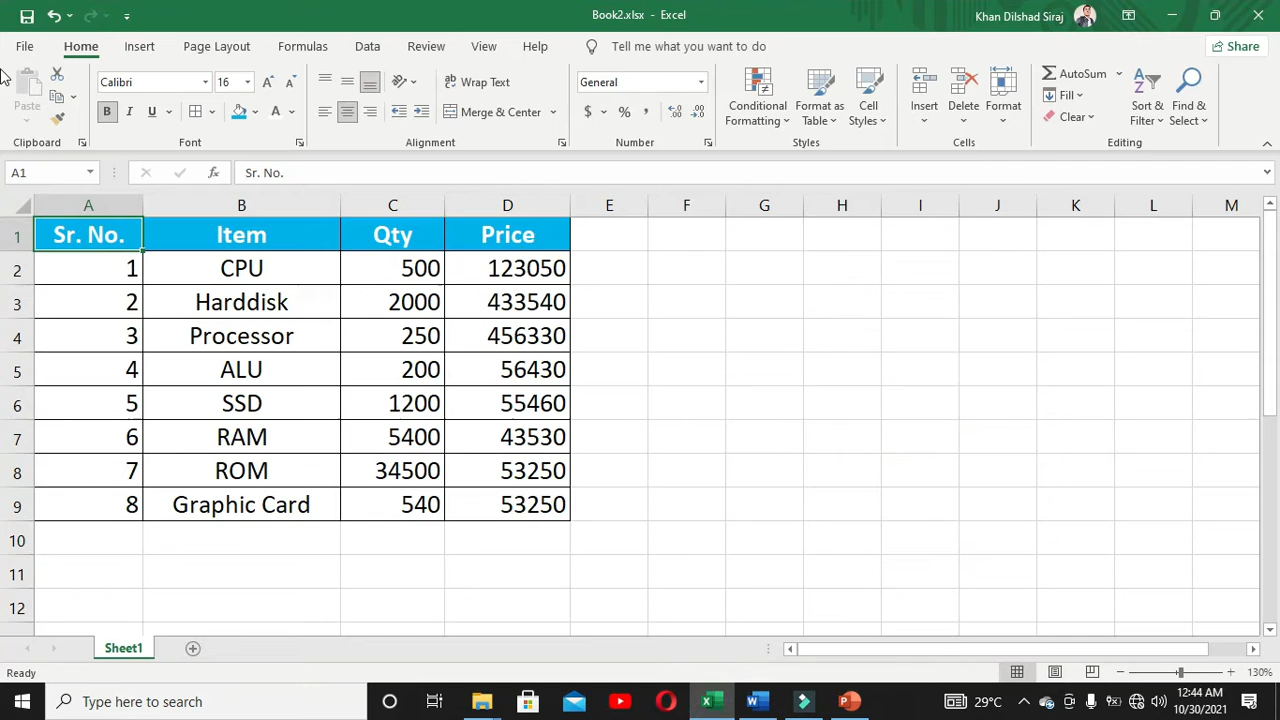 Book2.xlsx - Excel
Khan Dilshad Siraj
File Home Insert Page Layout Formulas Data Review View Help Tell me what you want to do Share
Paste
Calibri 16
B I U A
Wrap Text
Merge & Center
General
$ % ,
Conditional Formatting
Format as Table
Cell Styles
Insert
Delete
Format
AutoSum
Fill
Clear
Sort & Filter
Find & Select
Clipboard Font Alignment Number Styles Cells Editing
A1 fx Sr. No.
A B C D E F G H I J K L M
1 Sr. No. Item Qty Price
2 1 CPU 500 123050
3 2 Harddisk 2000 433540
4 3 Processor 250 456330
5 4 ALU 200 56430
6 5 SSD 1200 55460
7 6 RAM 5400 43530
8 7 ROM 34500 53250
9 8 Graphic Card 540 53250
10
11
12
Sheet1
Ready 130%
Type here to search 29°C 12:44 AM
10/30/2021